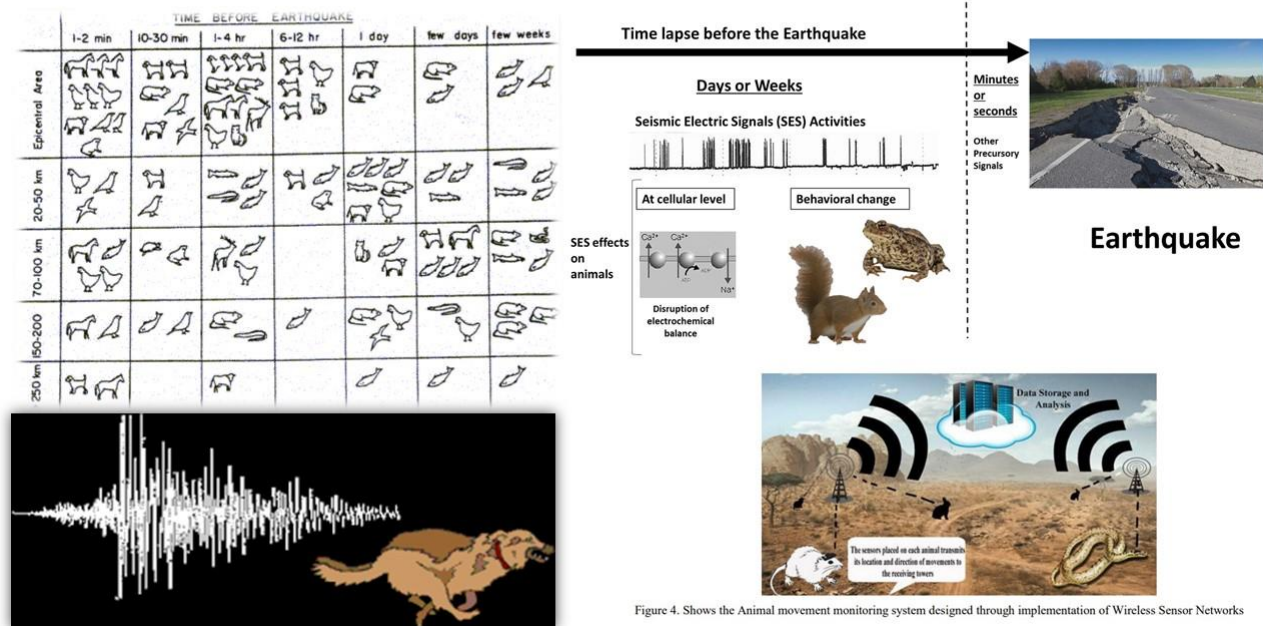 TIME BEFORE EARTHQUAKE
1-2 min
10-30 min
1-4 hr
6-12 hr
1 day
few days
few weeks
Epicentral Area
20-50 km
70-100 km
150-200
250 km
Time lapse before the Earthquake
Days or Weeks
Seismic Electric Signals (SES) Activities
SES effects
on
animals
At cellular level
Ca²⁺
Ca²⁺
ATP
ADP
Na⁺
Disruption of
electrochemical
balance
Behavioral change
Minutes
or
seconds
Other
Precursory
Signals
Earthquake
Data Storage and
Analysis
The sensors placed on each animal transmits
its location and direction of movements to
the receiving towers
Figure 4. Shows the Animal movement monitoring system designed through implementation of Wireless Sensor Networks